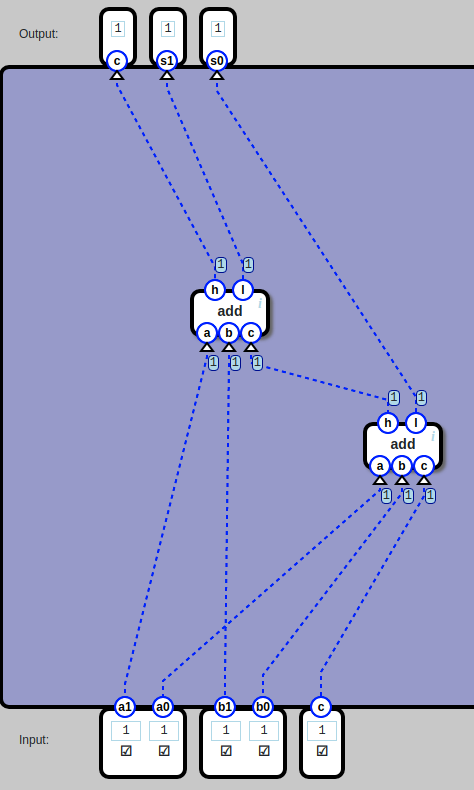 Output:
1 1 1
c s1 s0
1 1
h l
add i
a b c
1 1 1
1 1
h l
add i
a b c
1 1 1
a1 a0 b1 b0 c
Input:
1 1 1 1 1